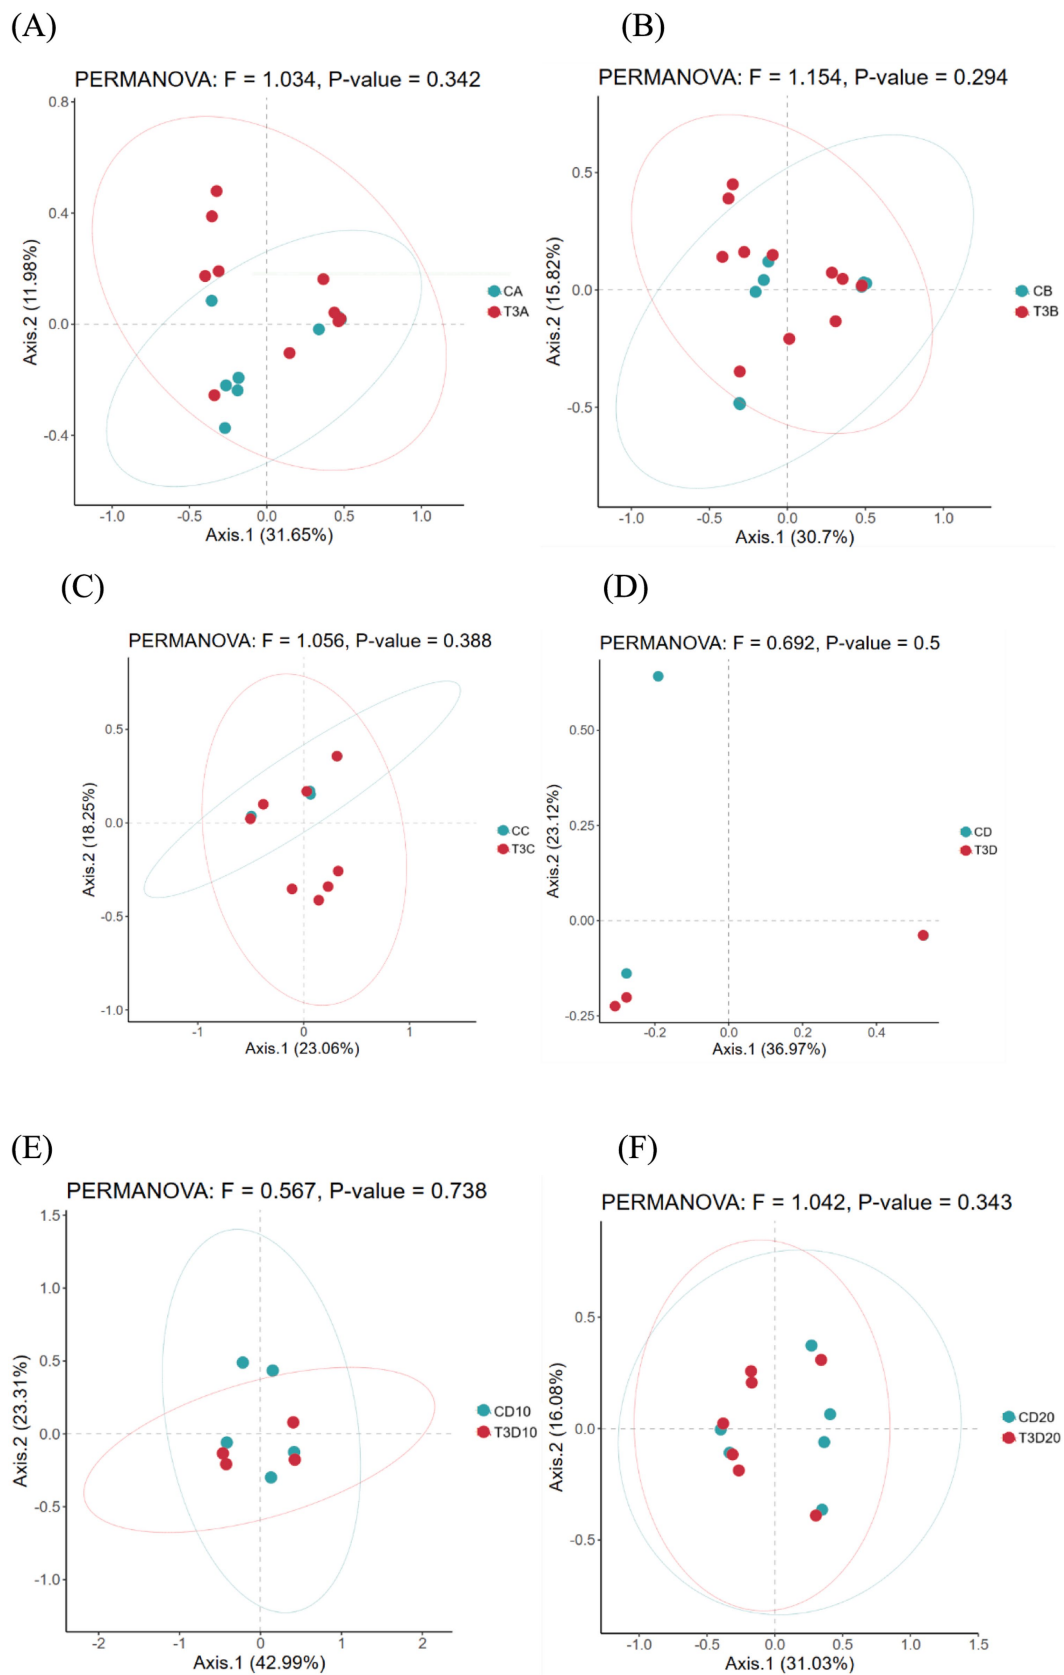 (A)
PERMANOVA: F = 1.034, P-value = 0.342
0.8
0.4
0.0
-0.4
Axis.2 (11.98%)
-1.0 -0.5 0.0 0.5 1.0
Axis.1 (31.65%)
CA
T3A
(B)
PERMANOVA: F = 1.154, P-value = 0.294
0.5
0.0
-0.5
Axis.2 (15.82%)
-1.0 -0.5 0.0 0.5 1.0
Axis.1 (30.7%)
CB
T3B
(C)
PERMANOVA: F = 1.056, P-value = 0.388
0.5
0.0
-0.5
-1.0
Axis.2 (18.25%)
-1 0 1
Axis.1 (23.06%)
CC
T3C
(D)
PERMANOVA: F = 0.692, P-value = 0.5
0.50
0.25
0.00
-0.25
Axis.2 (23.12%)
-0.2 0.0 0.2 0.4
Axis.1 (36.97%)
CD
T3D
(E)
PERMANOVA: F = 0.567, P-value = 0.738
1.5
1.0
0.5
0.0
-0.5
-1.0
Axis.2 (23.31%)
-2 -1 0 1 2
Axis.1 (42.99%)
CD10
T3D10
(F)
PERMANOVA: F = 1.042, P-value = 0.343
0.5
0.0
-0.5
Axis.2 (16.08%)
-1.0 -0.5 0.0 0.5 1.0 1.5
Axis.1 (31.03%)
CD20
T3D20